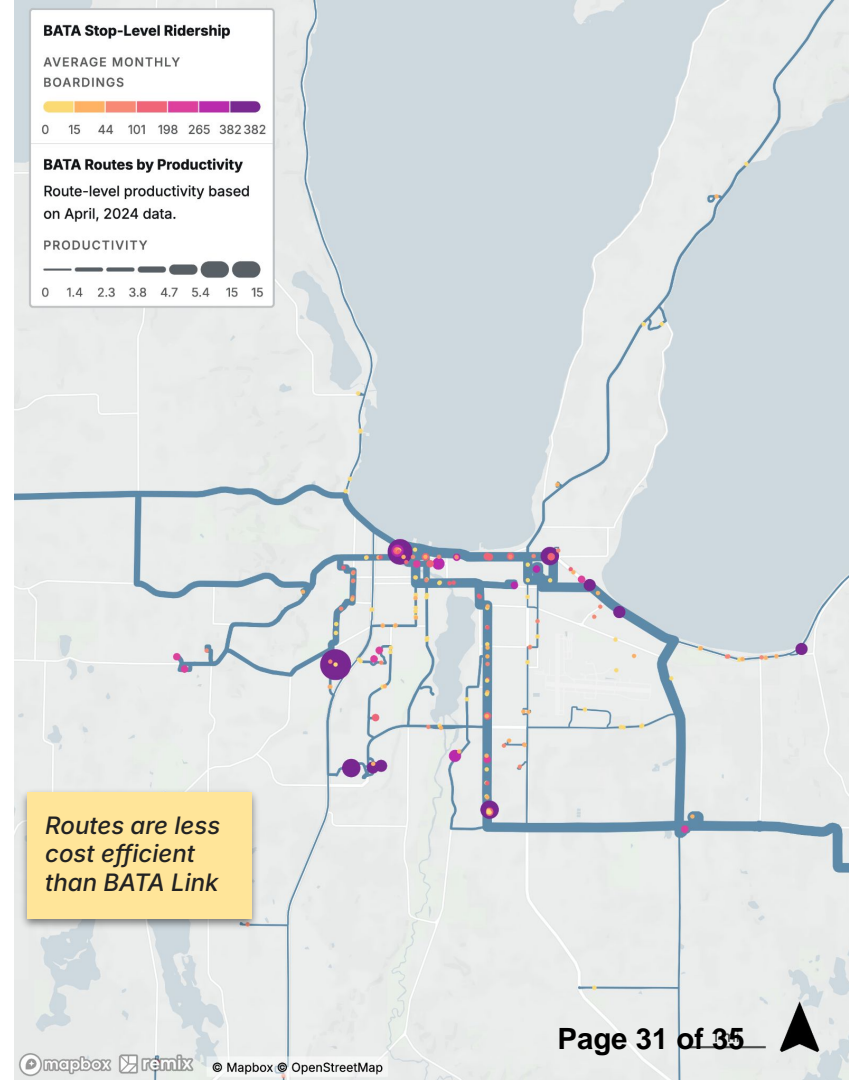 BATA Stop-Level Ridership
AVERAGE MONTHLY
BOARDINGS
0 15 44 101 198 265 382 382
BATA Routes by Productivity
Route-level productivity based
on April, 2024 data.
PRODUCTIVITY
0 1.4 2.3 3.8 4.7 5.4 15 15
Routes are less
cost efficient
than BATA Link
Page 31 of 35
mapbox remix © Mapbox © OpenStreetMap